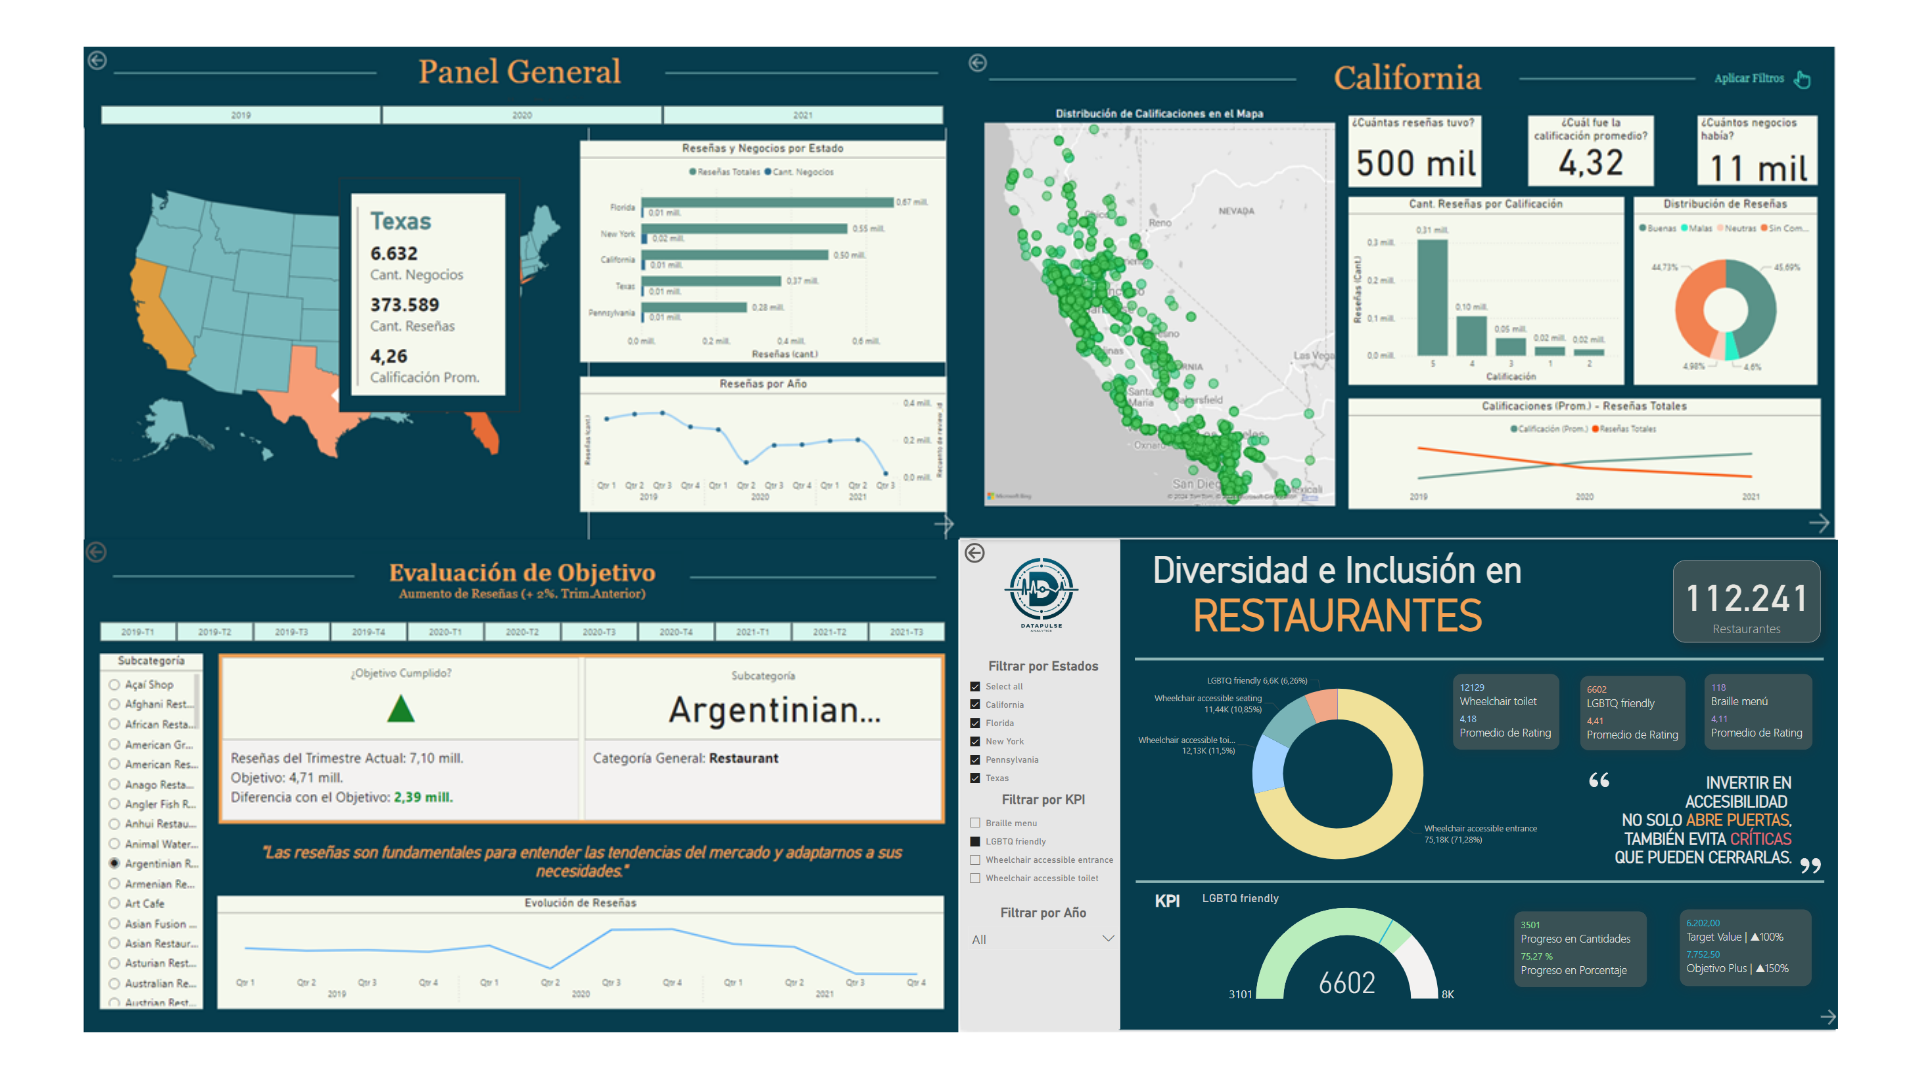 Panel General
2019
2020
2021
Texas
6.632
Cant. Negocios
373.589
Cant. Reseñas
4,26
Calificación Prom.
Reseñas y Negocios por Estado
Reseñas Totales Cant. Negocios
Florida
0.67 mill.
0.01 mill.
New York
0.55 mill.
0.02 mill.
California
0.50 mill.
0.01 mill.
Texas
0.37 mill.
0.01 mill.
Pennsylvania
0.28 mill.
0.01 mill.
0.0 mill. 0.2 mill. 0.4 mill. 0.6 mill.
Reseñas (cant.)
Reseñas por Año
Reseñas (cant.)
0,4 mill.
0,2 mill.
0,0 mill.
Qtr 1 Qtr 2 Qtr 3 Qtr 4 Qtr 1 Qtr 2 Qtr 3 Qtr 4 Qtr 1 Qtr 2 Qtr 3
2019 2020 2021
California
Aplicar Filtros
Distribución de Calificaciones en el Mapa
NEVADA
Reno
Las Vega
Santa
Maria
San Dieg
Microsoft Bing
¿Cuántas reseñas tuvo?
500 mil
¿Cuál fue la
calificación promedio?
4,32
¿Cuántos negocios
había?
11 mil
Cant. Reseñas por Calificación
Reseñas (Cant.)
0.3 mill.
0.2 mill.
0.1 mill.
0.0 mill.
0,31 mill.
0,10 mill.
0,05 mill.
0,02 mill.
0,02 mill.
5 4 3 1 2
Calificación
Distribución de Reseñas
Buenas Malas Neutras Sin Com...
44,73%
45,69%
4,98%
4,6%
Calificaciones (Prom.) - Reseñas Totales
Calificación (Prom.) Reseñas Totales
2019 2020 2021
Evaluación de Objetivo
Aumento de Reseñas (+ 2%. Trim.Anterior)
2019-T1 2019-T2 2019-T3 2019-T4 2020-T1 2020-T2 2020-T3 2020-T4 2021-T1 2021-T2 2021-T3
Subcategoría
Açaí Shop
Afghani Rest...
African Resta...
American Gr...
American Res...
Anago Resta...
Angler Fish R...
Anhui Restau...
Animal Water...
Argentinian R...
Armenian Re...
Art Cafe
Asian Fusion ...
Asian Restaur...
Asturian Rest...
Australian Re...
Austrian Rest...
¿Objetivo Cumplido?
Subcategoría
Argentinian...
Reseñas del Trimestre Actual: 7,10 mill.
Objetivo: 4,71 mill.
Diferencia con el Objetivo: 2,39 mill.
Categoría General: Restaurant
"Las reseñas son fundamentales para entender las tendencias del mercado y adaptarnos a sus
necesidades."
Evolución de Reseñas
Qtr 1 Qtr 2 Qtr 3 Qtr 4 Qtr 1 Qtr 2 Qtr 3 Qtr 4 Qtr 1 Qtr 2 Qtr 3 Qtr 4
2019 2020 2021
DATAPULSE
ANALYTICS
Filtrar por Estados
Select all
California
Florida
New York
Pennsylvania
Texas
Filtrar por KPI
Braille menu
LGBTQ friendly
Wheelchair accessible entrance
Wheelchair accessible toilet
Filtrar por Año
All
Diversidad e Inclusión en
RESTAURANTES
112.241
Restaurantes
LGBTQ friendly 6,6K (6,26%)
Wheelchair accessible seating
11,44K (10,85%)
Wheelchair accessible toi...
12,13K (11,5%)
Wheelchair accessible entrance
75,18K (71,28%)
12129
Wheelchair toilet
4,18
Promedio de Rating
6602
LGBTQ friendly
4,41
Promedio de Rating
118
Braille menú
4,11
Promedio de Rating
“
INVERTIR EN
ACCESIBILIDAD
NO SOLO ABRE PUERTAS,
TAMBIÉN EVITA CRÍTICAS
QUE PUEDEN CERRARLAS.
”
KPI
LGBTQ friendly
6602
3101
8K
3501
Progreso en Cantidades
75.27 %
Progreso en Porcentaje
6.202,00
Target Value | ▲100%
7.752,50
Objetivo Plus | ▲150%